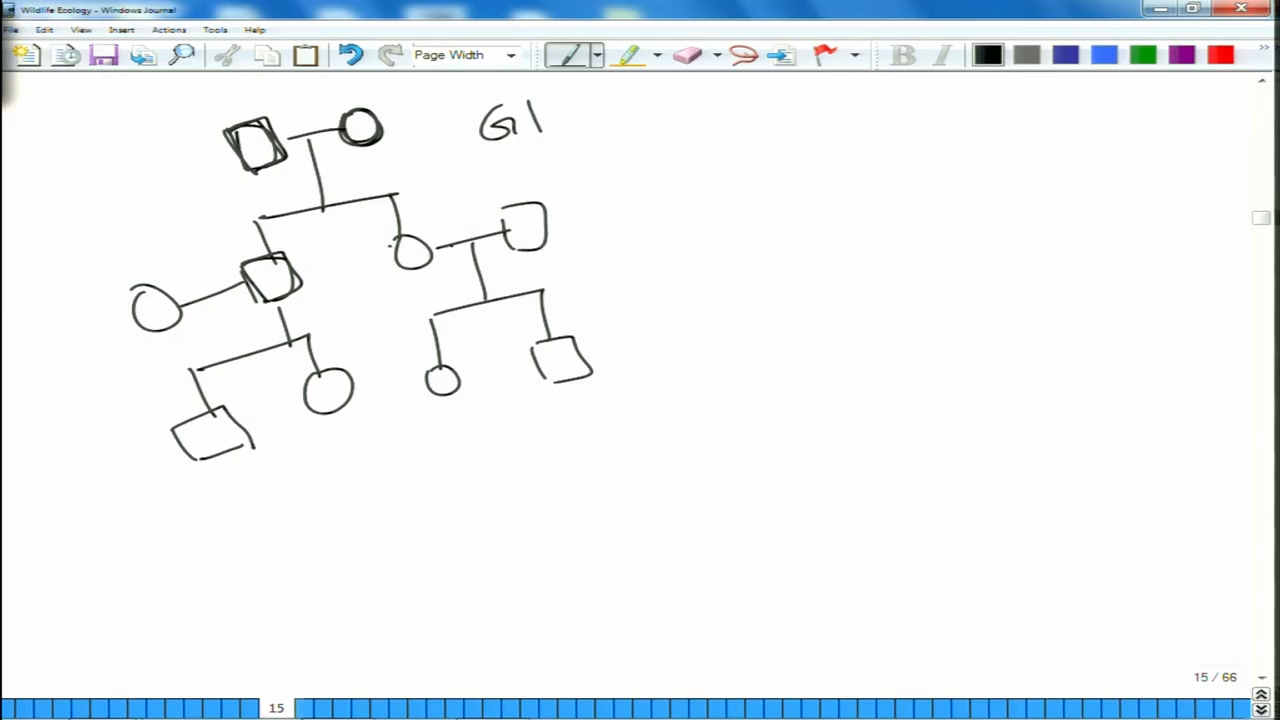 Wildlife Ecology - Windows Journal
File Edit View Insert Actions Tools Help
Page Width
B I
G1
15 / 66
15